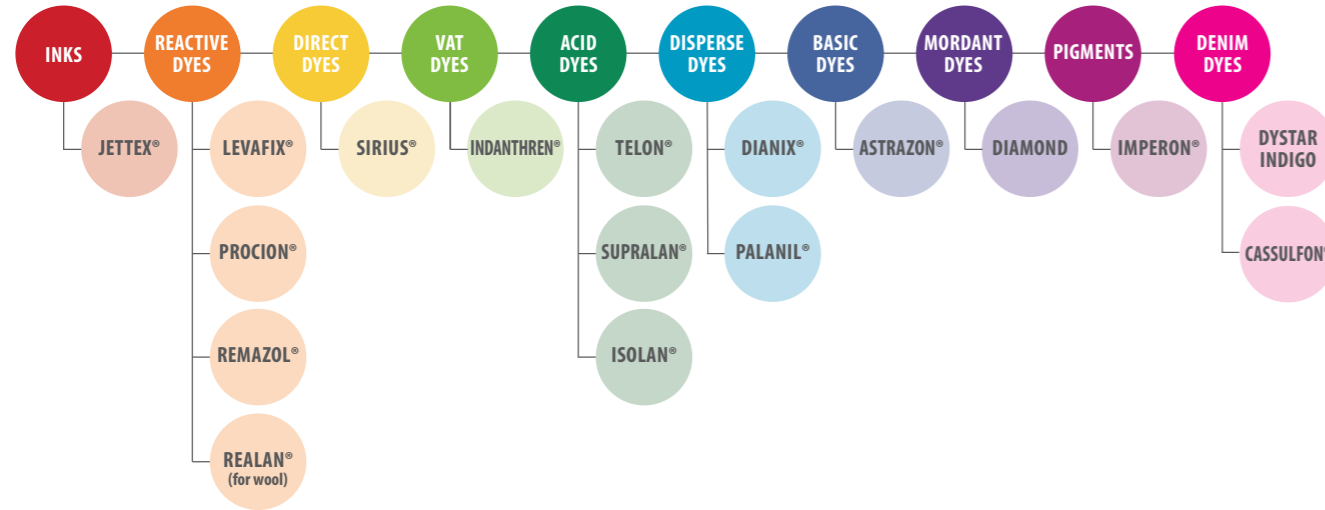 INKS
REACTIVE
DYES
DIRECT
DYES
VAT
DYES
ACID
DYES
DISPERSE
DYES
BASIC
DYES
MORDANT
DYES
PIGMENTS
DENIM
DYES
JETTEX®
LEVAFIX®
SIRIUS®
INDANTHREN®
TELON®
DIANIX®
ASTRAZON®
DIAMOND
IMPERON®
DYSTAR
INDIGO
PROCION®
SUPRALAN®
PALANIL®
CASSULFON®
REMAZOL®
ISOLAN®
REALAN®
(for wool)